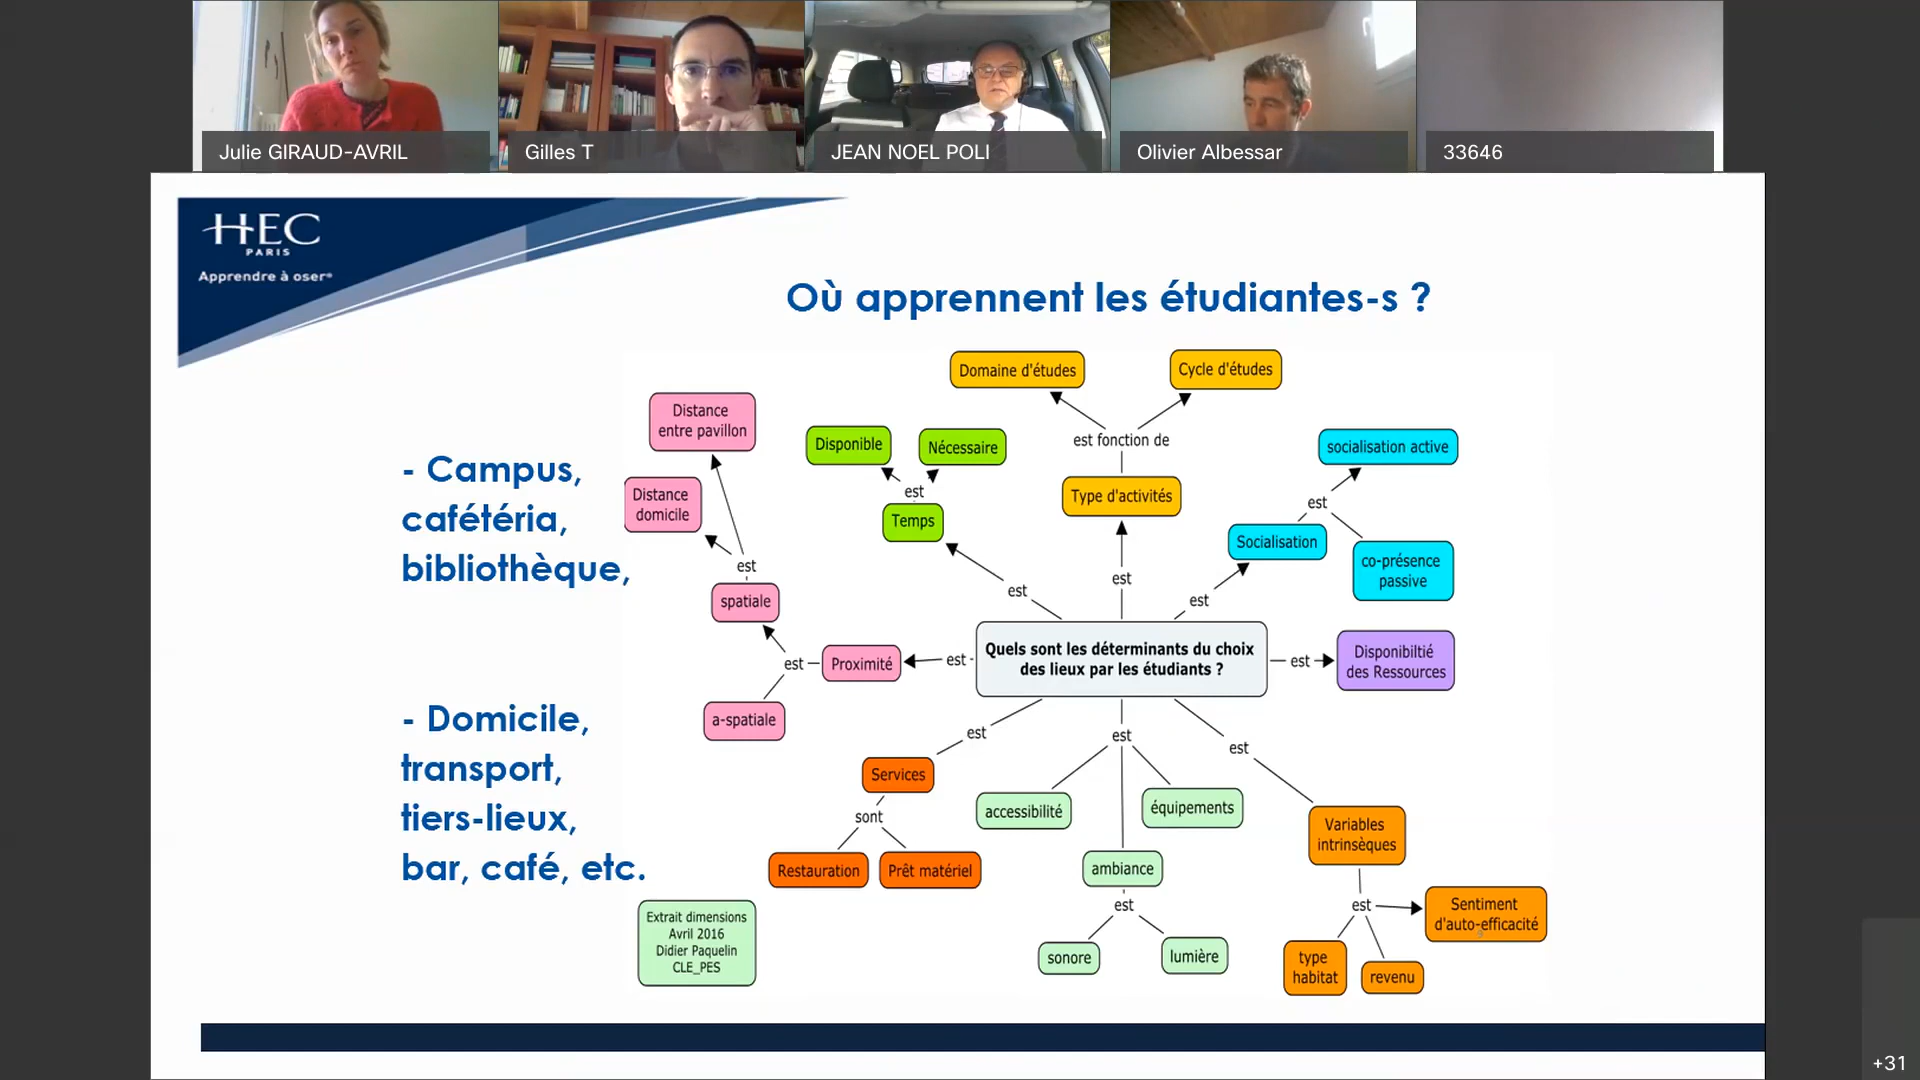 Julie GIRAUD-AVRIL
Gilles T
JEAN NOEL POLI
Olivier Albessar
33646
HEC
PARIS
Apprendre à oser®
Où apprennent les étudiantes-s ?
- Campus,
cafétéria,
bibliothèque,
- Domicile,
transport,
tiers-lieux,
bar, café, etc.
Domaine d'études
Cycle d'études
est fonction de
Type d'activités
est
Disponible
Nécessaire
est
Temps
est
socialisation active
est
Socialisation
co-présence
passive
est
Distance
entre pavillon
Distance
domicile
est
spatiale
est
Proximité
est
a-spatiale
Quels sont les déterminants du choix
des lieux par les étudiants ?
est
Disponibiltié
des Ressources
est
Services
sont
Restauration
Prêt matériel
est
accessibilité
équipements
ambiance
est
sonore
lumière
est
Variables
intrinsèques
est
Sentiment
d'auto-efficacité
type
habitat
revenu
Extrait dimensions
Avril 2016
Didier Paquelin
CLE_PES
+31